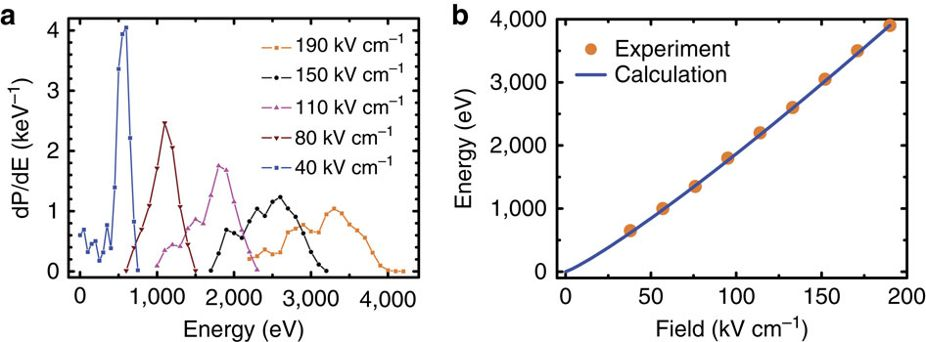 a
4
3
2
1
0
dP/dE (keV⁻¹)
0
1,000
2,000
3,000
4,000
Energy (eV)
190 kV cm⁻¹
150 kV cm⁻¹
110 kV cm⁻¹
80 kV cm⁻¹
40 kV cm⁻¹
b
4,000
3,000
2,000
1,000
0
Energy (eV)
0
50
100
150
200
Field (kV cm⁻¹)
Experiment
Calculation